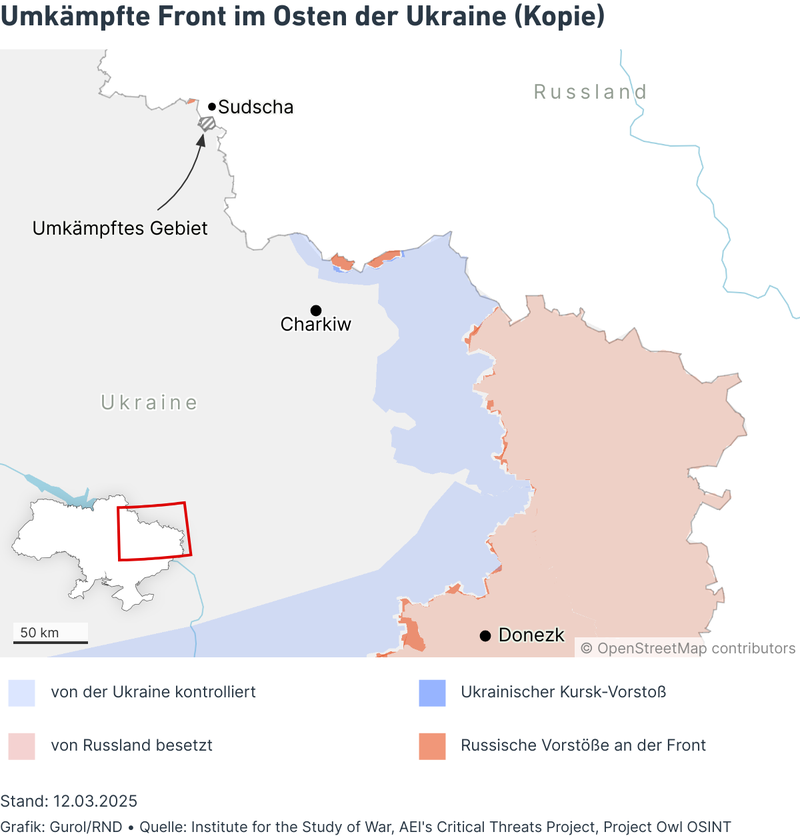 Umkämpfte Front im Osten der Ukraine (Kopie)
Russland
Sudscha
Umkämpftes Gebiet
Charkiw
Ukraine
50 km
Donezk
© OpenStreetMap contributors
von der Ukraine kontrolliert
Ukrainischer Kursk-Vorstoß
von Russland besetzt
Russische Vorstöße an der Front
Stand: 12.03.2025
Grafik: Gurol/RND • Quelle: Institute for the Study of War, AEI's Critical Threats Project, Project Owl OSINT